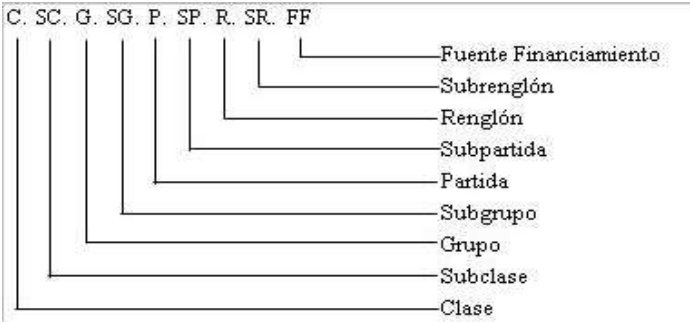 C. SC. G. SG. P. SP. R. SR. FF
Fuente Financiamiento
Subrenglón
Renglón
Subpartida
Partida
Subgrupo
Grupo
Subclase
Clase